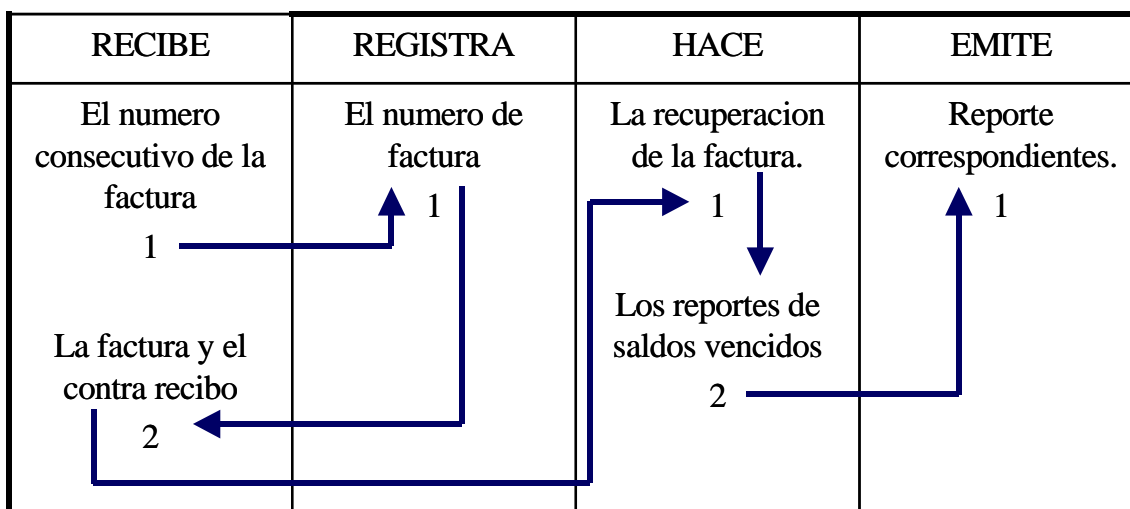 RECIBE
REGISTRA
HACE
EMITE
El numero
consecutivo de la
factura
1
La factura y el
contra recibo
2
El numero de
factura
1
La recuperacion
de la factura.
1
Los reportes de
saldos vencidos
2
Reporte
correspondientes.
1